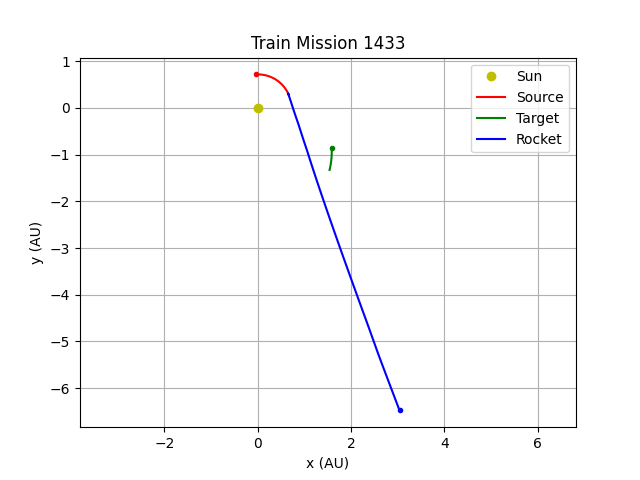 Train Mission 1433
Sun
Source
Target
Rocket
1
0
−1
−2
−3
−4
−5
−6
y (AU)
−2
0
2
4
6
x (AU)